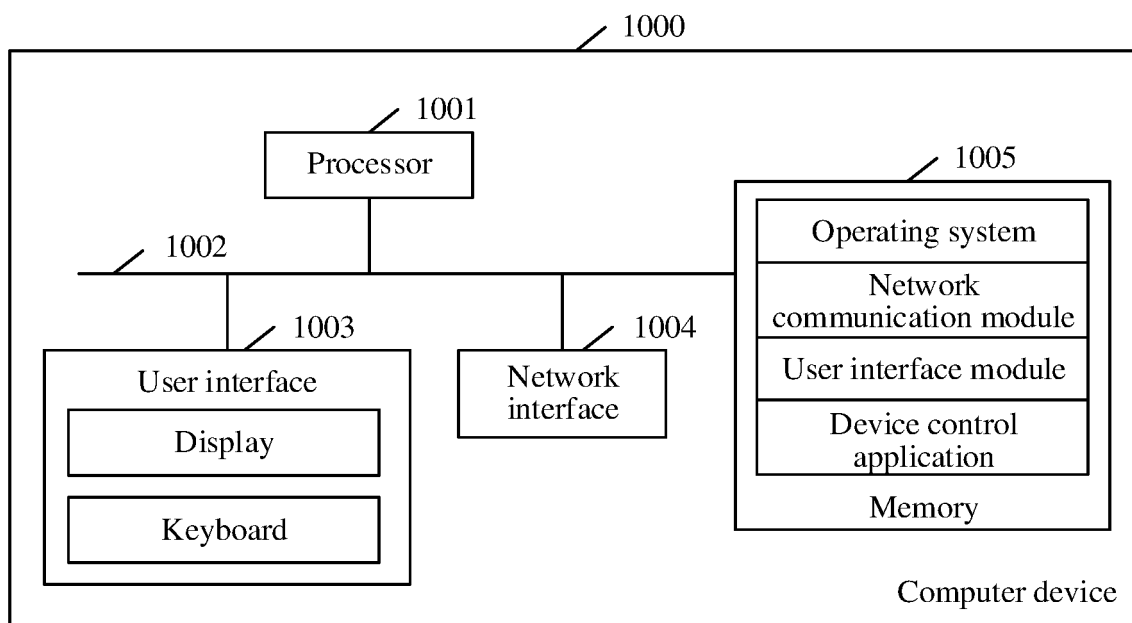 1000
1001
Processor
1005
Operating system
Network
communication module
User interface module
Device control
application
Memory
1002
1003
User interface
Display
Keyboard
1004
Network
interface
Computer device